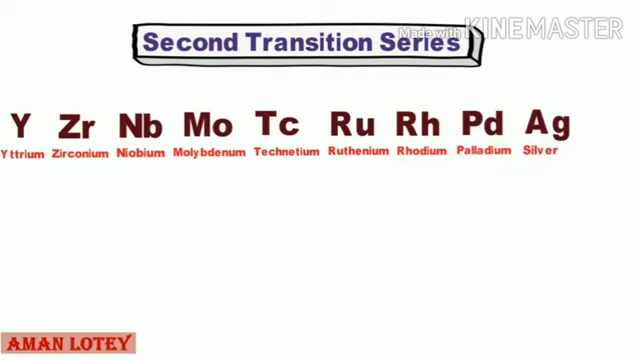 Made with KINEMASTER
Second Transition Series
Y Zr Nb Mo Tc Ru Rh Pd Ag
Yttrium Zirconium Niobium Molybdenum Technetium Ruthenium Rhodium Palladium Silver
AMAN LOTEY